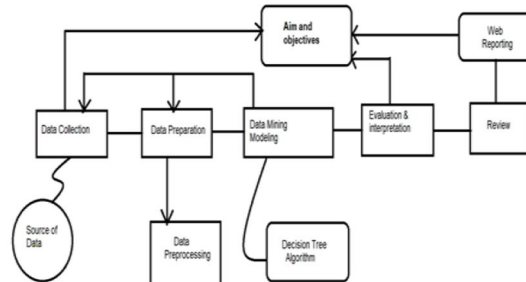 Aim and
objectives
Web
Reporting
Data Collection
Data Preparation
Data Mining
Modeling
Evaluation &
interpretation
Review
Source of
Data
Data
Preprocessing
Decision Tree
Algorithm